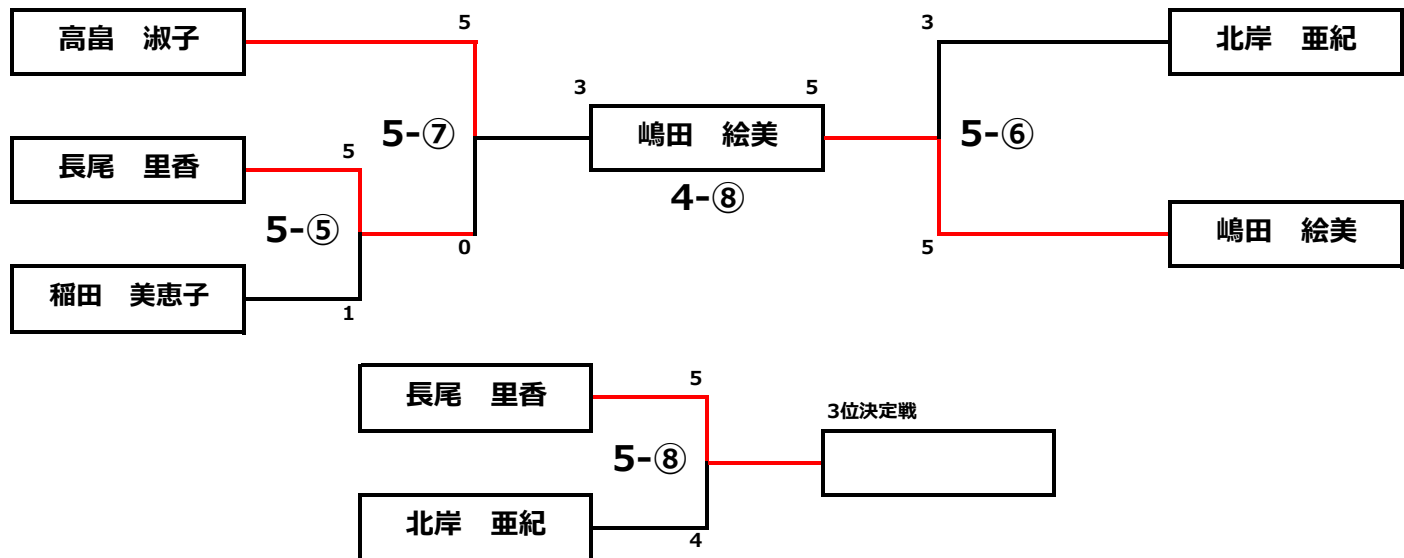 5
3
高畠　淑子
北岸　亜紀
3
5
5-⑦
嶋田　絵美
5-⑥
5
長尾　里香
4-⑧
5-⑤
嶋田　絵美
0
5
稲田　美恵子
1
5
長尾　里香
3位決定戦
5-⑧
北岸　亜紀
4